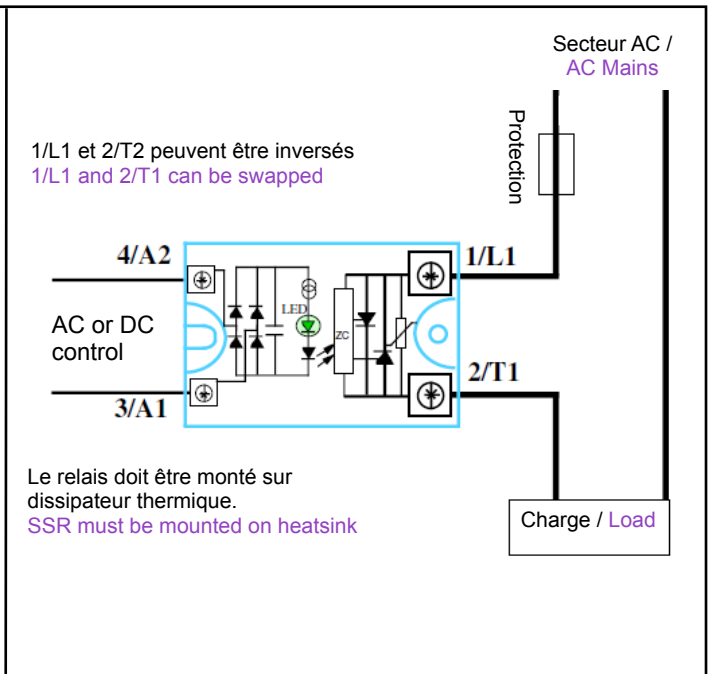 Secteur AC /
AC Mains
Protection
1/L1 et 2/T2 peuvent être inversés
1/L1 and 2/T1 can be swapped
4/A2
1/L1
LED
AC or DC
control
ZC
2/T1
3/A1
Le relais doit être monté sur
dissipateur thermique.
SSR must be mounted on heatsink
Charge / Load